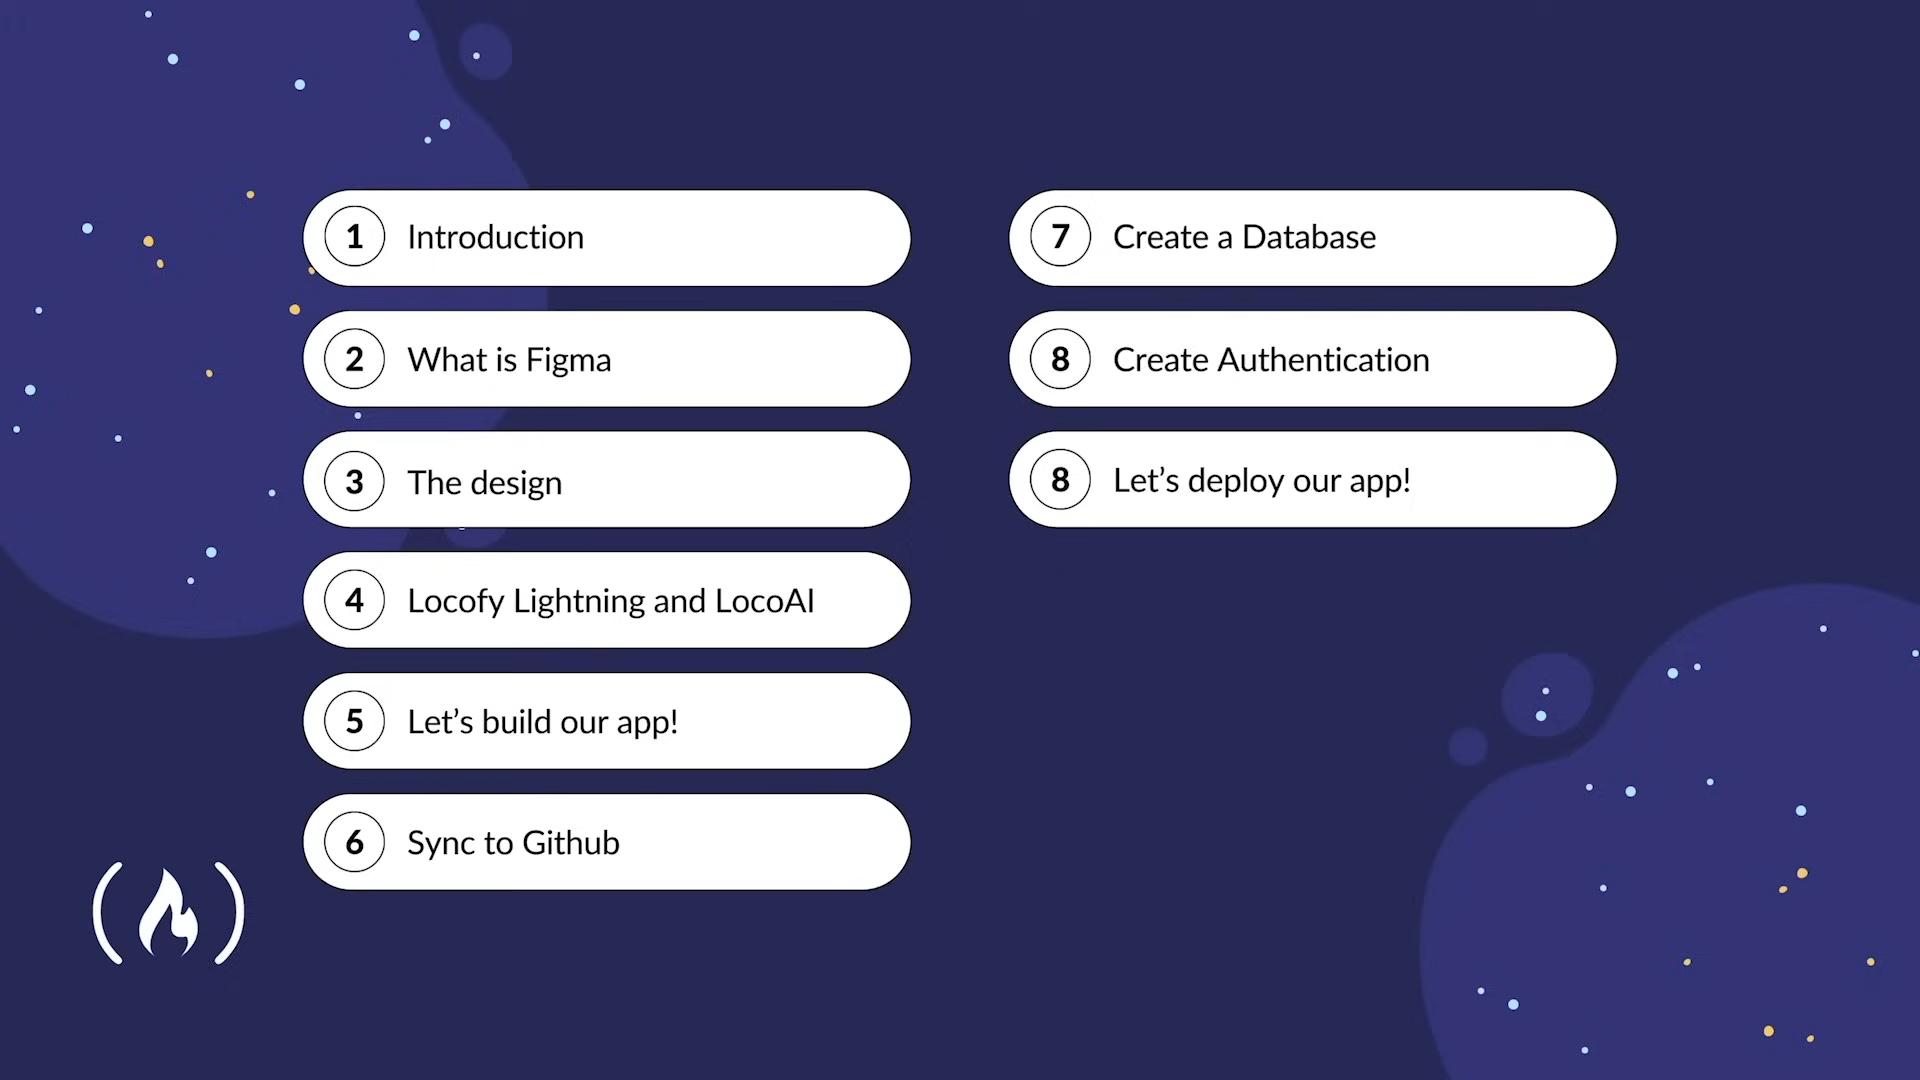 1 Introduction
2 What is Figma
3 The design
4 Locofy Lightning and LocoAI
5 Let’s build our app!
6 Sync to Github
7 Create a Database
8 Create Authentication
8 Let’s deploy our app!